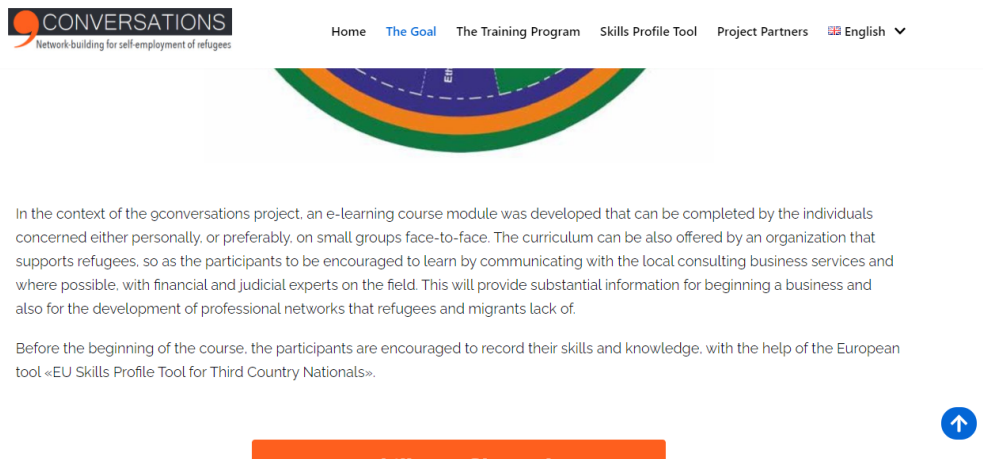 9CONVERSATIONS
Network-building for self-employment of refugees
Home The Goal The Training Program Skills Profile Tool Project Partners English
In the context of the 9conversations project, an e-learning course module was developed that can be completed by the individuals
concerned either personally, or preferably, on small groups face-to-face. The curriculum can be also offered by an organization that
supports refugees, so as the participants to be encouraged to learn by communicating with the local consulting business services and
where possible, with financial and judicial experts on the field. This will provide substantial information for beginning a business and
also for the development of professional networks that refugees and migrants lack of.
Before the beginning of the course, the participants are encouraged to record their skills and knowledge, with the help of the European
tool «EU Skills Profile Tool for Third Country Nationals».